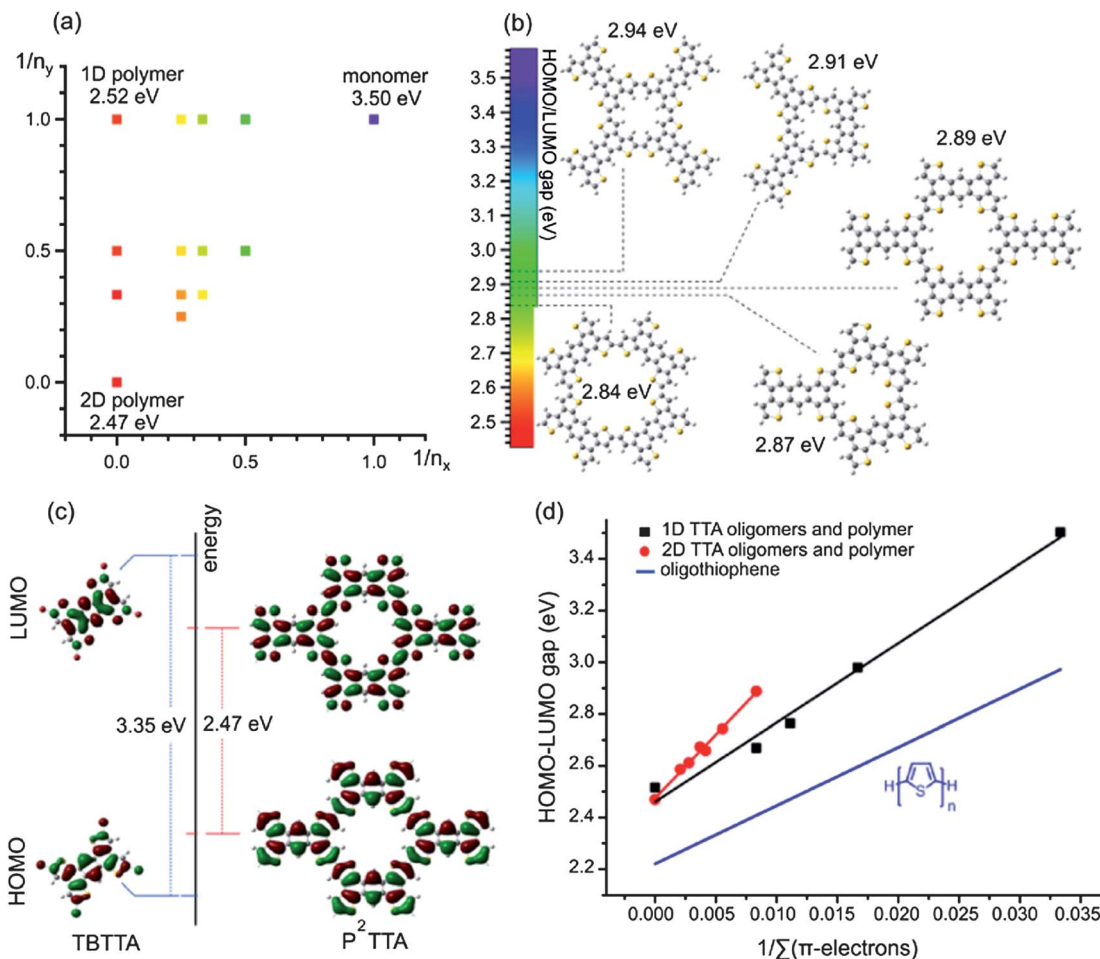 (a)
1/n_y
1D polymer
2.52 eV
monomer
3.50 eV
1.0
0.5
0.0
2D polymer
2.47 eV
0.0
0.5
1.0
1/n_x
(b)
HOMO/LUMO gap (eV)
3.5
3.4
3.3
3.2
3.1
3.0
2.9
2.8
2.7
2.6
2.5
2.94 eV
2.91 eV
2.89 eV
2.84 eV
2.87 eV
(c)
energy
LUMO
HOMO
3.35 eV
2.47 eV
TBTTA
P²TTA
(d)
1D TTA oligomers and polymer
2D TTA oligomers and polymer
oligothiophene
HOMO-LUMO gap (eV)
3.4
3.2
3.0
2.8
2.6
2.4
2.2
H
S
n
H
0.000
0.005
0.010
0.015
0.020
0.025
0.030
0.035
1/∑(π-electrons)